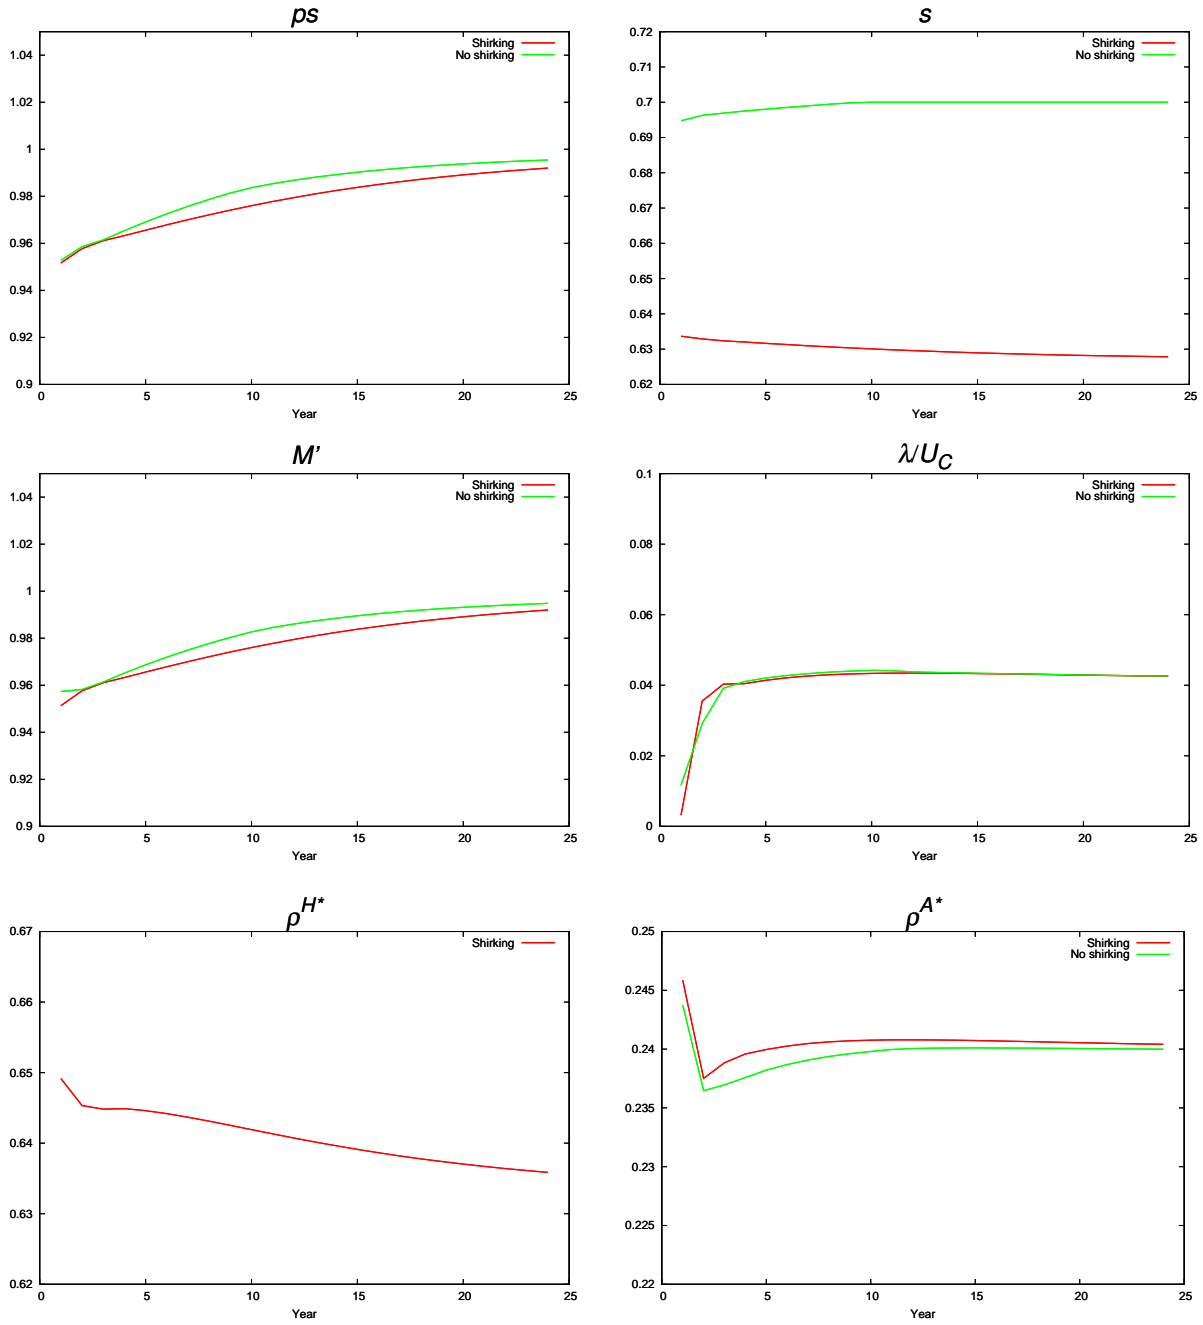 ps
Shirking
No shirking
1.04
1.02
1
0.98
0.96
0.94
0.92
0.9
0 5 10 15 20 25
Year
s
Shirking
No shirking
0.72
0.71
0.7
0.69
0.68
0.67
0.66
0.65
0.64
0.63
0.62
0 5 10 15 20 25
Year
M'
Shirking
No shirking
1.04
1.02
1
0.98
0.96
0.94
0.92
0.9
0 5 10 15 20 25
Year
λ/U_C
Shirking
No shirking
0.1
0.08
0.06
0.04
0.02
0
0 5 10 15 20 25
Year
ρ^H*
Shirking
0.67
0.66
0.65
0.64
0.63
0.62
0 5 10 15 20 25
Year
ρ^A*
Shirking
No shirking
0.25
0.245
0.24
0.235
0.23
0.225
0.22
0 5 10 15 20 25
Year